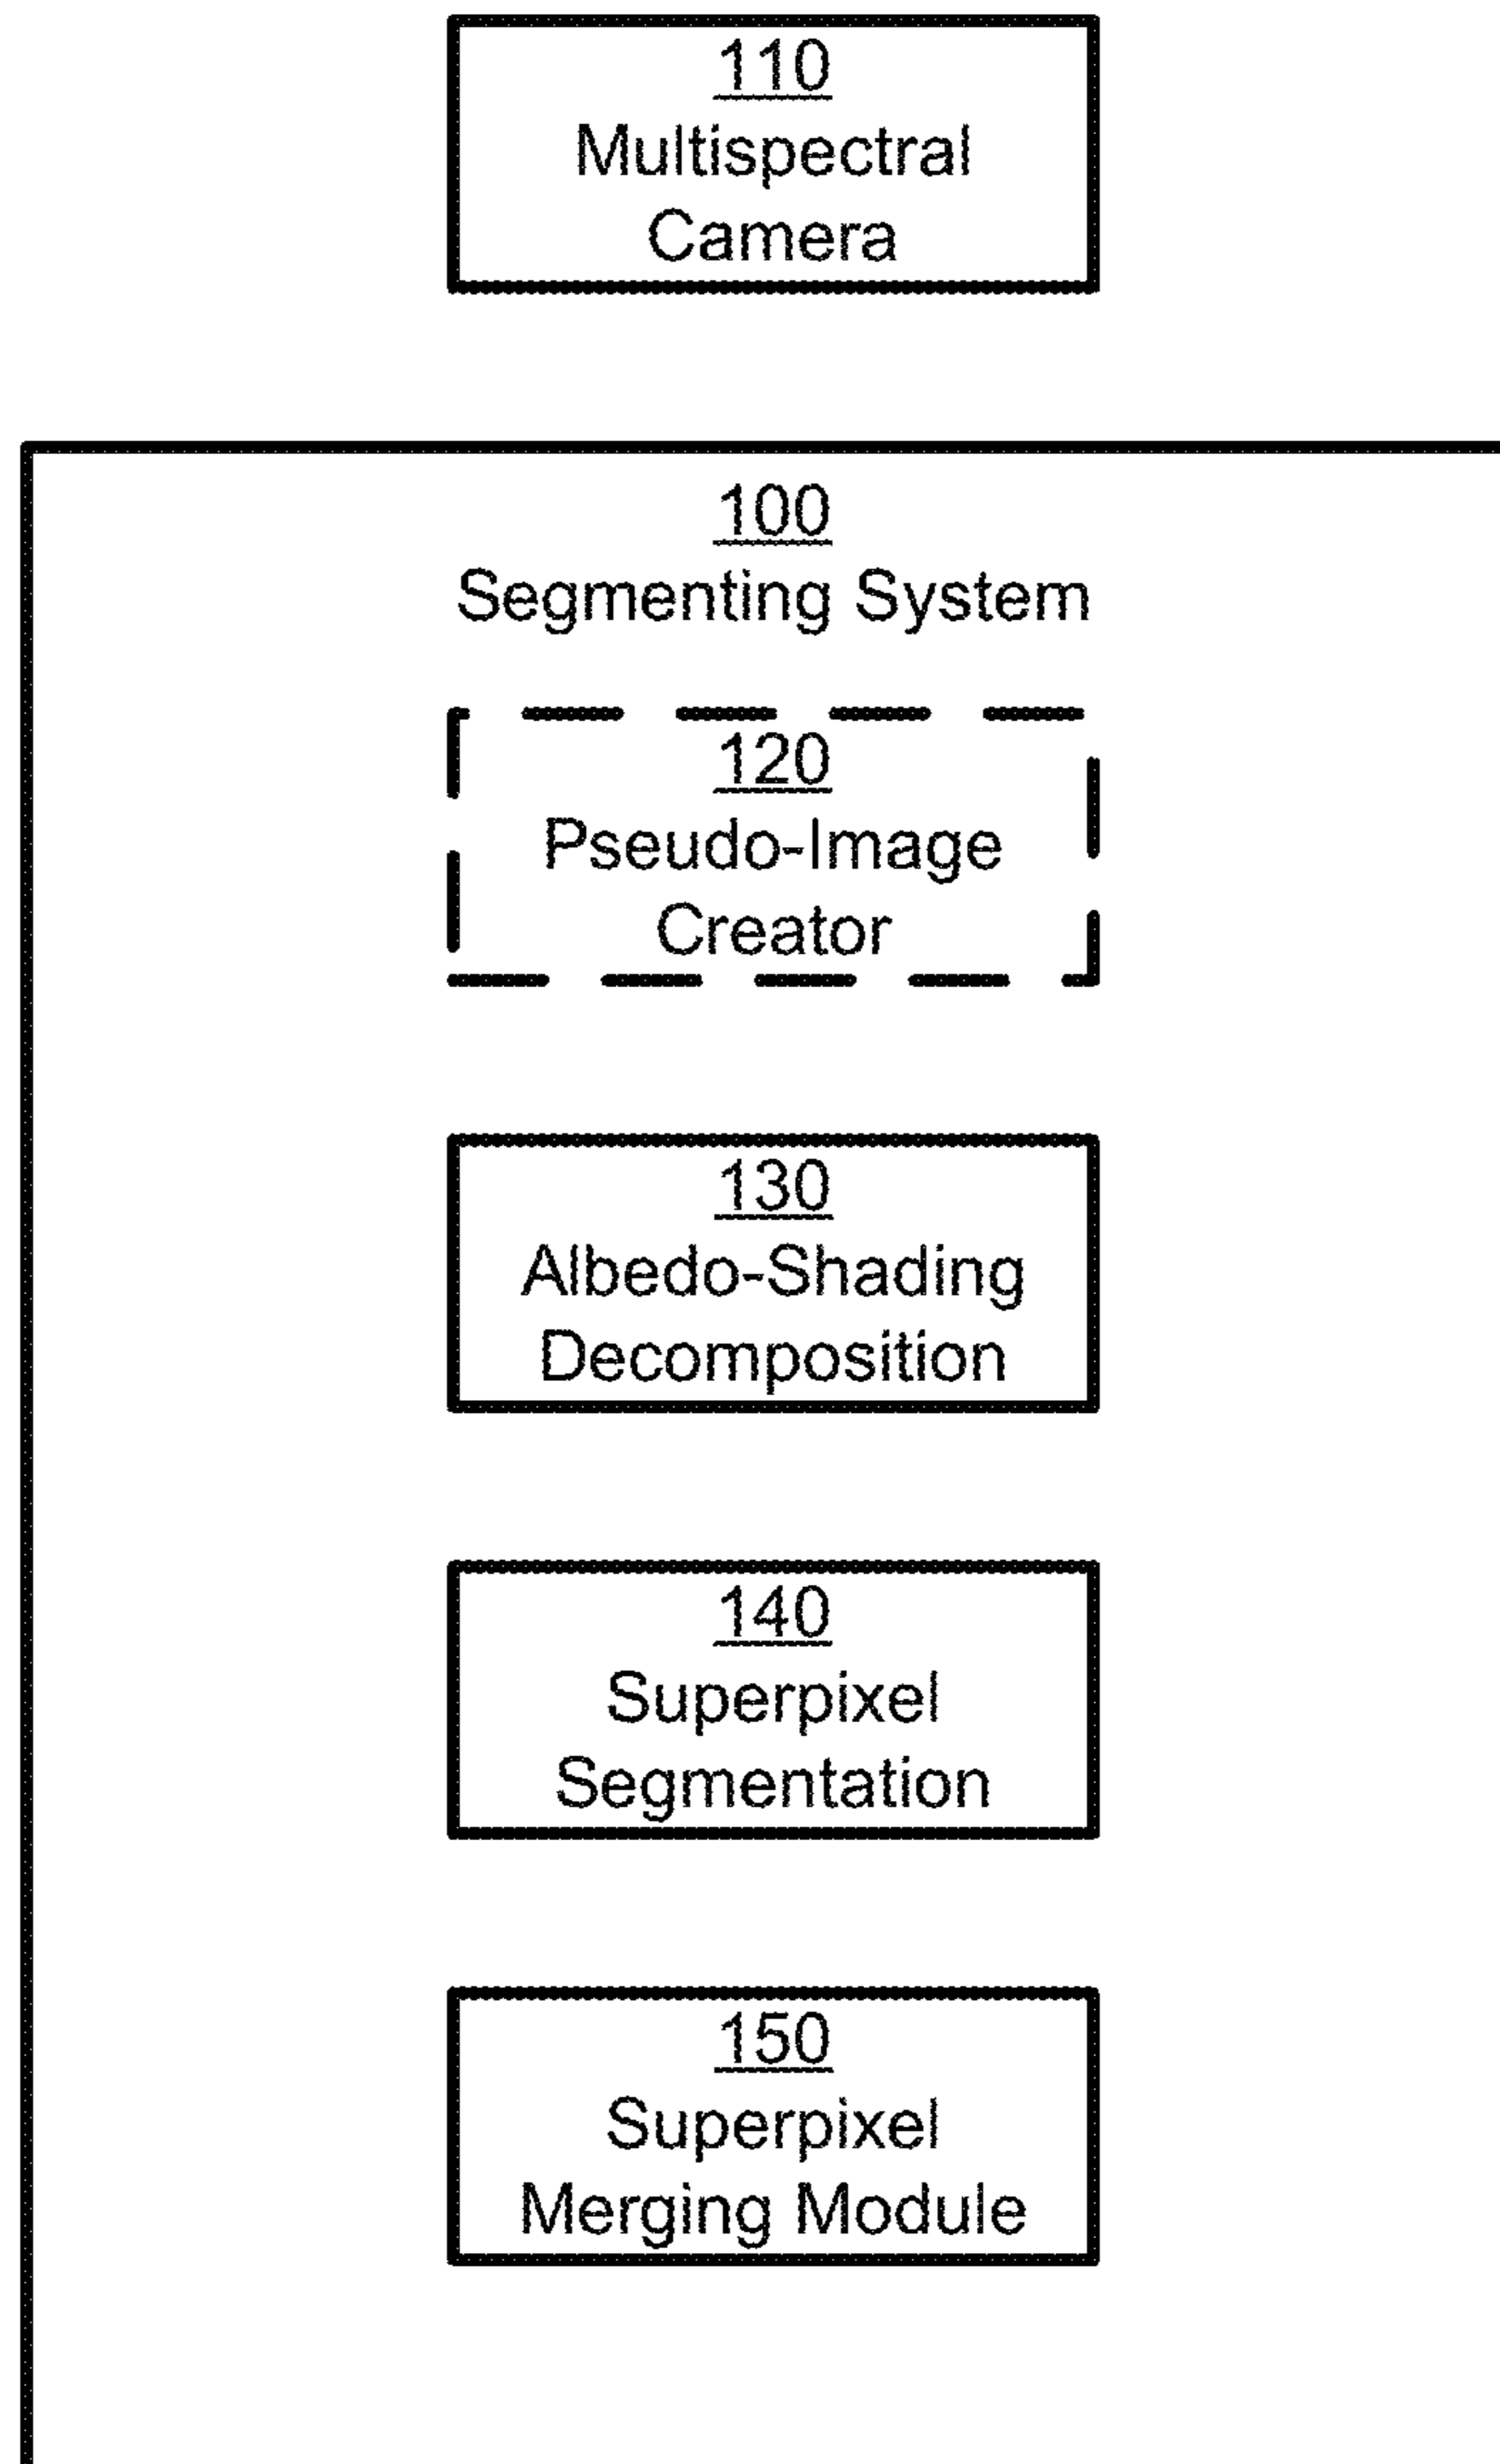 110
Multispectral
Camera
100
Segmenting System
120
Pseudo-Image
Creator
130
Albedo-Shading
Decomposition
140
Superpixel
Segmentation
150
Superpixel
Merging Module